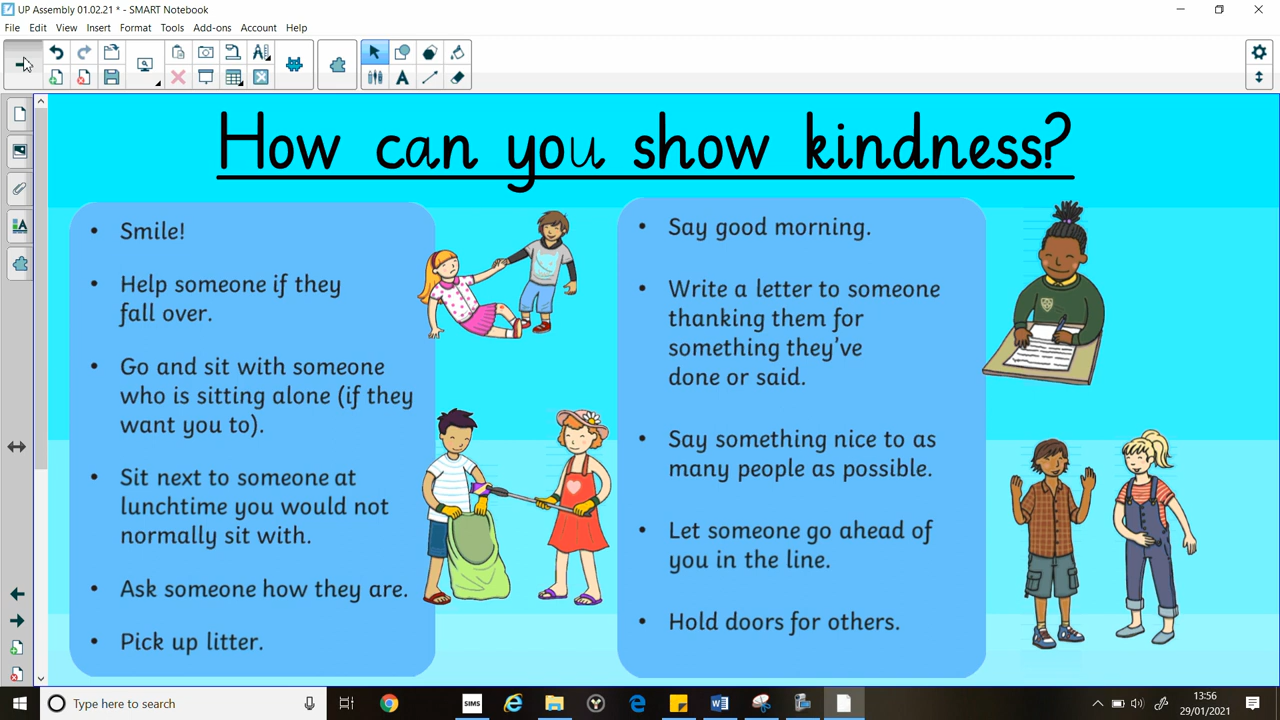 UP Assembly 01.02.21 * - SMART Notebook
File Edit View Insert Format Tools Add-ons Account Help
How can you show kindness?
• Smile!
• Help someone if they
fall over.
• Go and sit with someone
who is sitting alone (if they
want you to).
• Sit next to someone at
lunchtime you would not
normally sit with.
• Ask someone how they are.
• Pick up litter.
• Say good morning.
• Write a letter to someone
thanking them for
something they've
done or said.
• Say something nice to as
many people as possible.
• Let someone go ahead of
you in the line.
• Hold doors for others.
Type here to search
SIMS
13:56
29/01/2021